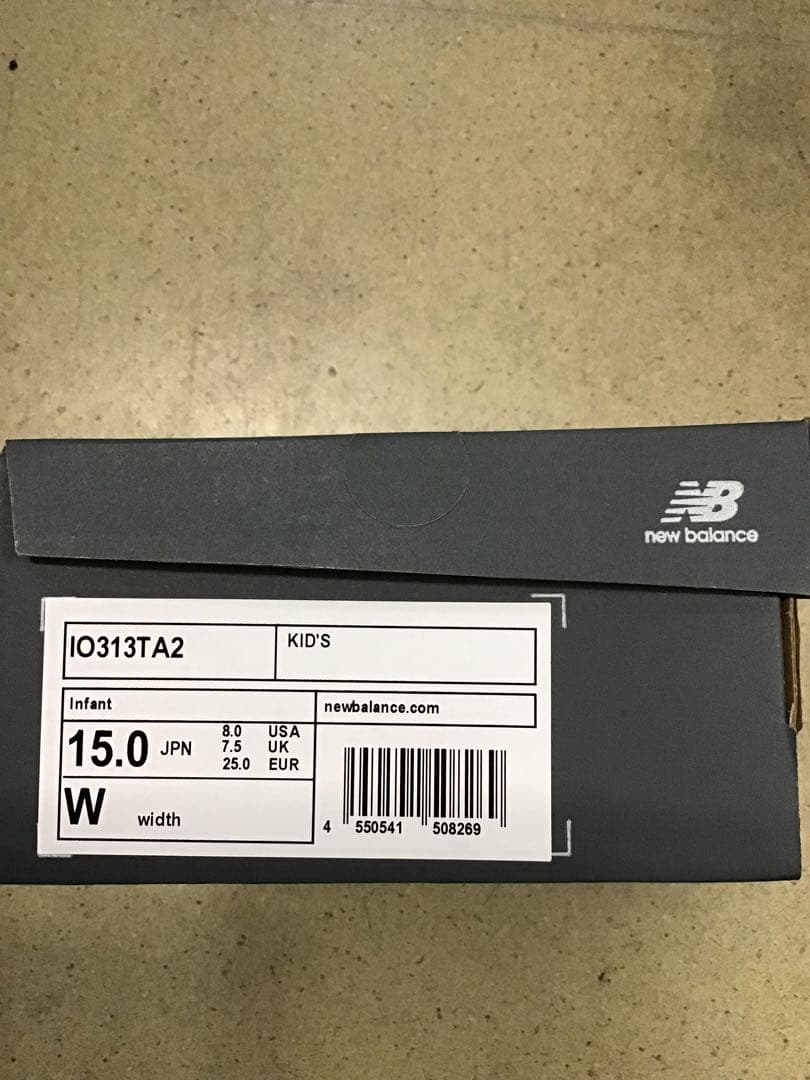 NB
new balance
IO313TA2
KID'S
Infant
newbalance.com
15.0 JPN
8.0 USA
7.5 UK
25.0 EUR
W width
4 550541 508269